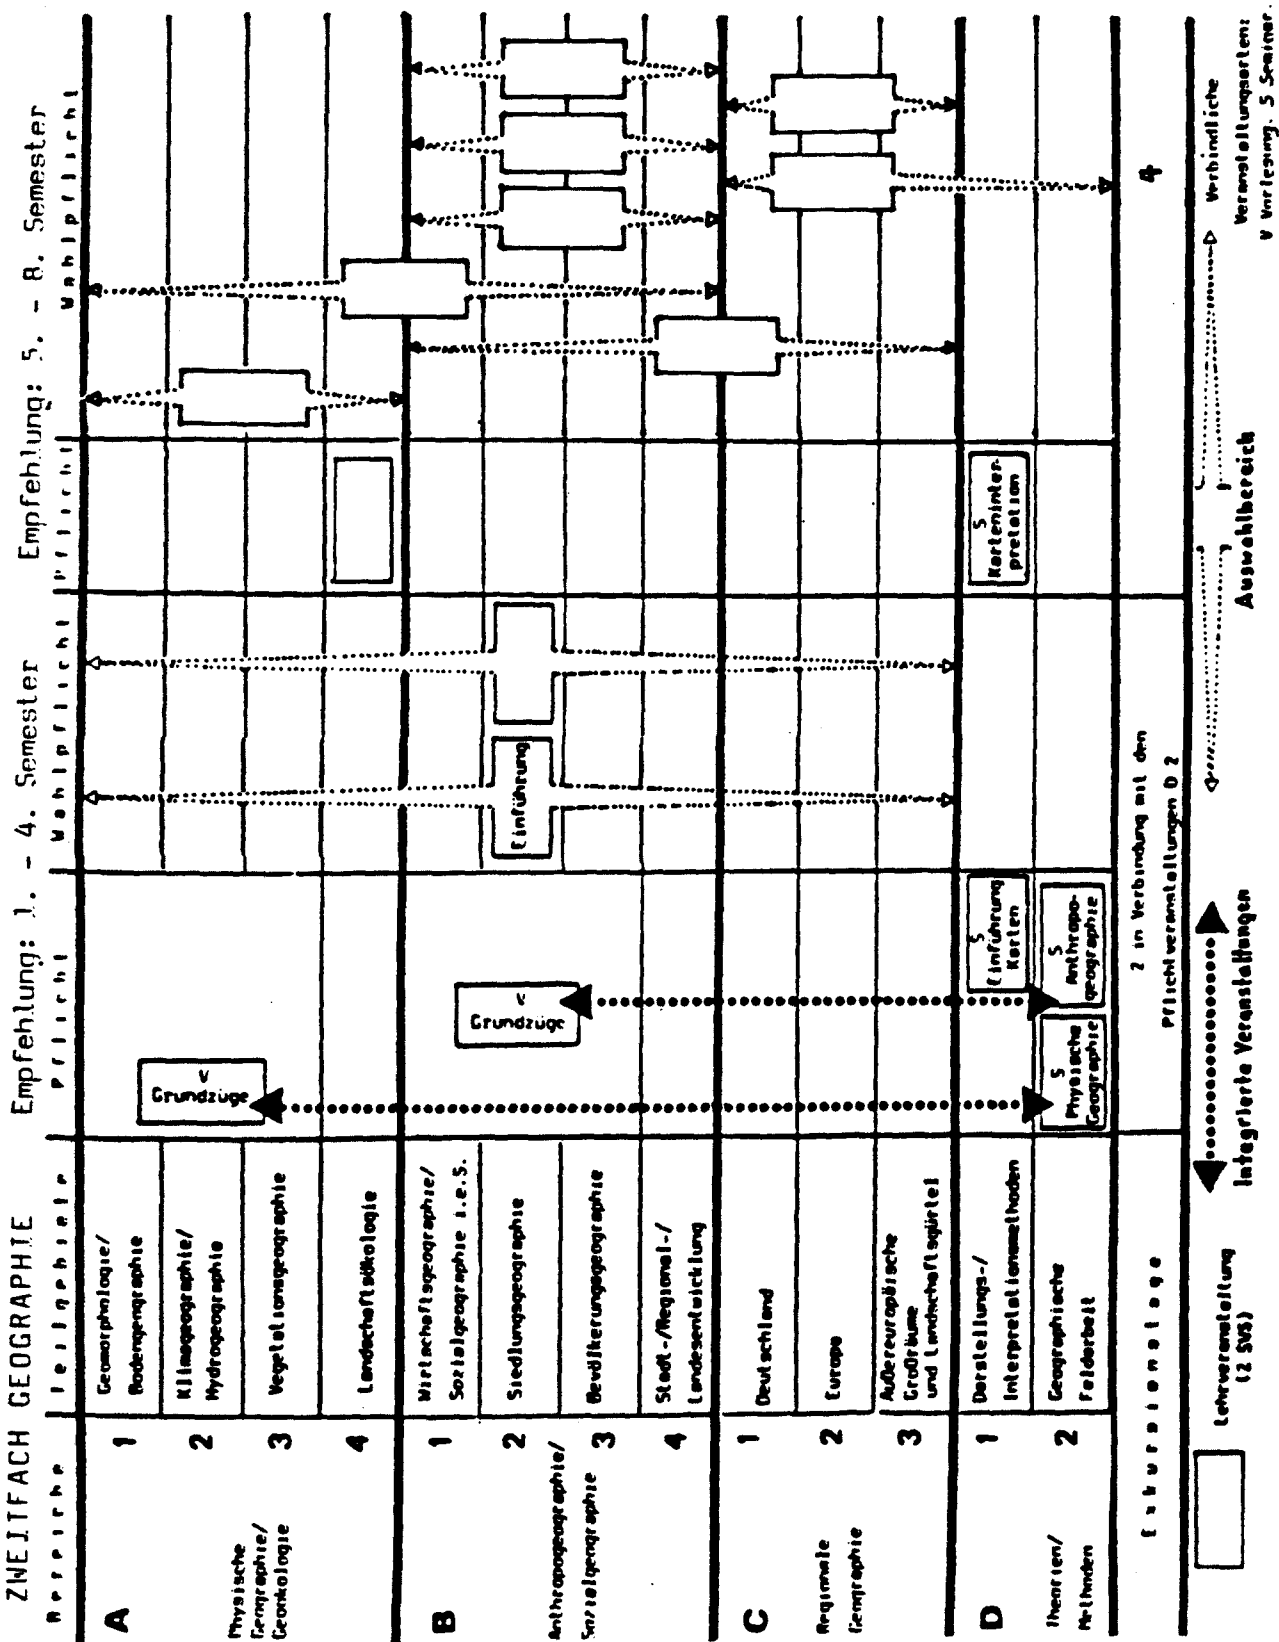 ZWEITFACH GEOGRAPHIE
Empfehlung: 1. - 4. Semester
Empfehlung: 5. - 8. Semester
Bereiche
Teilgebiete
Pflicht
Wahlpflicht
Pflicht
Wahlpflicht
A
Physische
Geographie/
Geoökologie
1
Geomorphologie/
Bodengeographie
2
Klimageographie/
Hydrogeographie
3
Vegetationsgeographie
4
Landschaftsökologie
V
Grundzüge
B
Anthropogeographie/
Sozialgeographie
1
Wirtschaftsgeographie/
Sozialgeographie i.e.S.
2
Siedlungsgeographie
3
Bevölkerungsgeographie
4
Stadt-/Regional-/
Landesentwicklung
V
Grundzüge
Einführung
C
Regionale
Geographie
1
Deutschland
2
Europa
3
Außereuropäische
Großräume
und Landschaftsgürtel
D
Theorien/
Methoden
1
Darstellungs-/
Interpretationsmethoden
2
Geographische
Feldarbeit
S
Einführung
Karten
S
Physische
Geographie
S
Anthropo-
geographie
S
Karteninter-
pretation
Exkursionstage
2 in Verbindung mit den
Pflichtveranstaltungen D 2
4
Lehrveranstaltung
(2 SWS)
Integrierte Veranstaltungen
Auswahlbereich
Verbindliche
Veranstaltungsarten:
V Vorlesung, S Seminar.